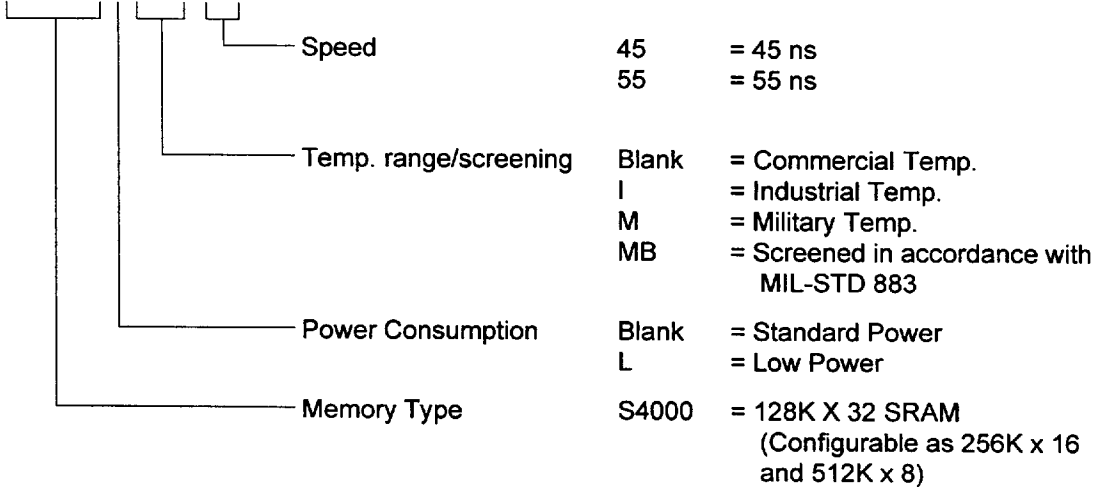 Speed 45 = 45 ns
55 = 55 ns
Temp. range/screening Blank = Commercial Temp.
I = Industrial Temp.
M = Military Temp.
MB = Screened in accordance with
MIL-STD 883
Power Consumption Blank = Standard Power
L = Low Power
Memory Type S4000 = 128K X 32 SRAM
(Configurable as 256K x 16
and 512K x 8)